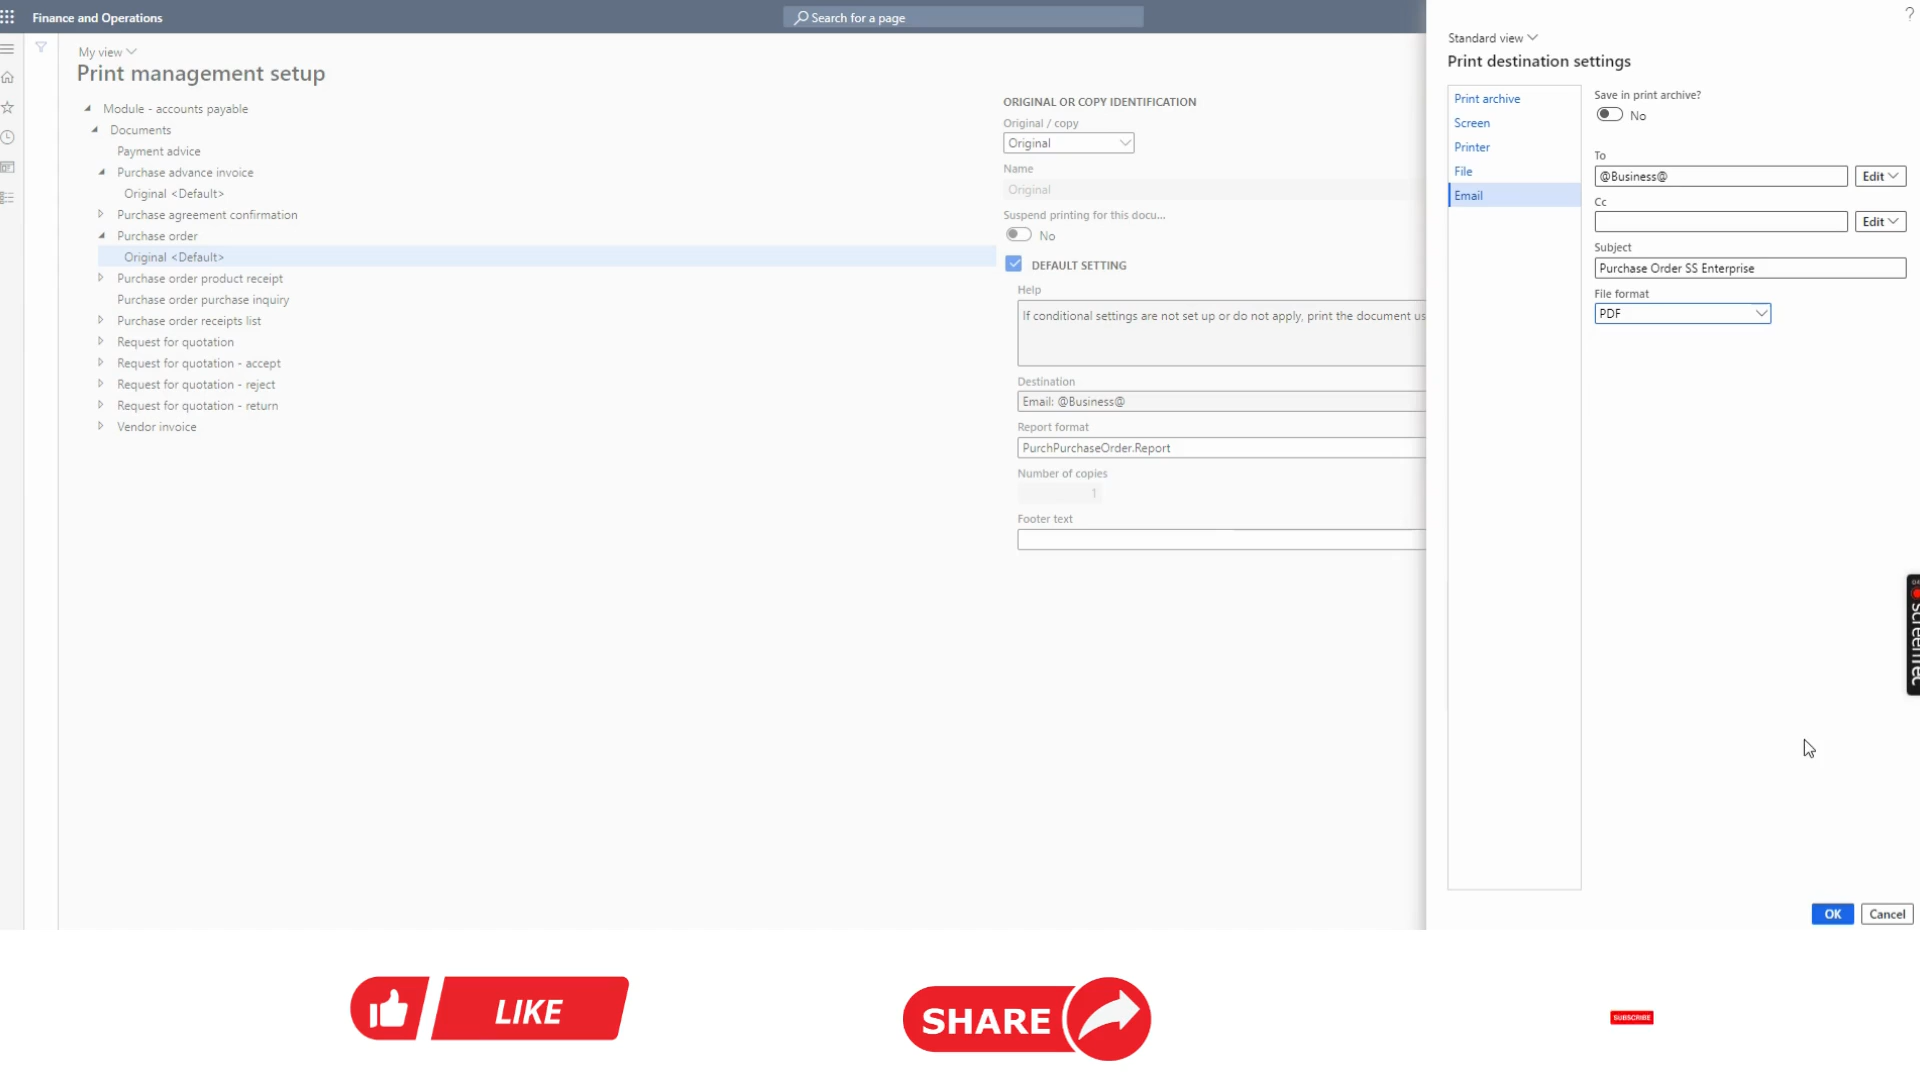 Finance and Operations
Search for a page
?
My view
Print management setup
Module - accounts payable
Documents
Payment advice
Purchase advance invoice
Original <Default>
Purchase agreement confirmation
Purchase order
Original <Default>
Purchase order product receipt
Purchase order purchase inquiry
Purchase order receipts list
Request for quotation
Request for quotation - accept
Request for quotation - reject
Request for quotation - return
Vendor invoice
ORIGINAL OR COPY IDENTIFICATION
Original / copy
Original
Name
Original
Suspend printing for this docu...
No
DEFAULT SETTING
Help
If conditional settings are not set up or do not apply, print the document us
Destination
Email: @Business@
Report format
PurchPurchaseOrder.Report
Number of copies
1
Footer text
Standard view
Print destination settings
Print archive
Screen
Printer
File
Email
Save in print archive?
No
To
@Business@
Edit
Cc
Edit
Subject
Purchase Order SS Enterprise
File format
PDF
OK
Cancel
LIKE
SHARE
SUBSCRIBE